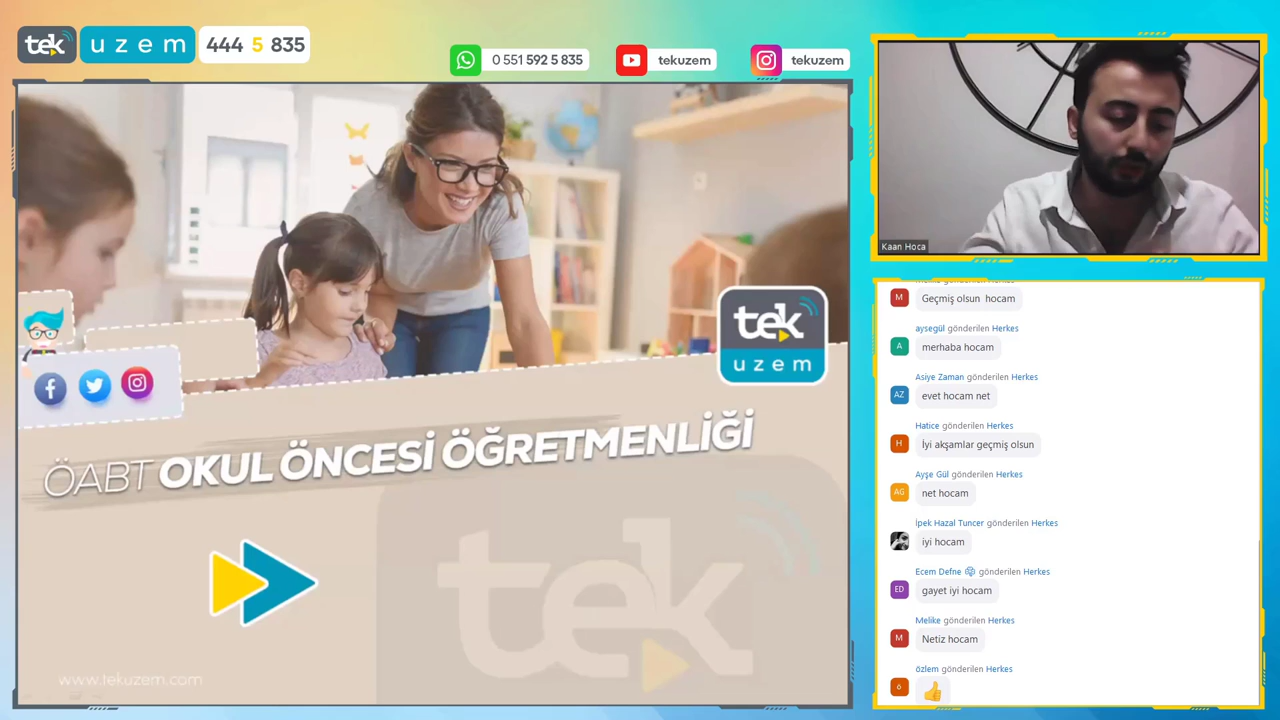 tek uzem 444 5 835
0 551 592 5 835
tekuzem
tekuzem
tek
uzem
ÖABT OKUL ÖNCESİ ÖĞRETMENLİĞİ
tek
www.tekuzem.com
Kaan Hoca
M
Geçmiş olsun hocam
aysegül gönderilen Herkes
A
merhaba hocam
Asiye Zaman gönderilen Herkes
AZ
evet hocam net
Hatice gönderilen Herkes
H
İyi akşamlar geçmiş olsun
Ayşe Gül gönderilen Herkes
AG
net hocam
İpek Hazal Tuncer gönderilen Herkes
iyi hocam
Ecem Defne gönderilen Herkes
ED
gayet iyi hocam
Melike gönderilen Herkes
M
Netiz hocam
özlem gönderilen Herkes
ö
👍